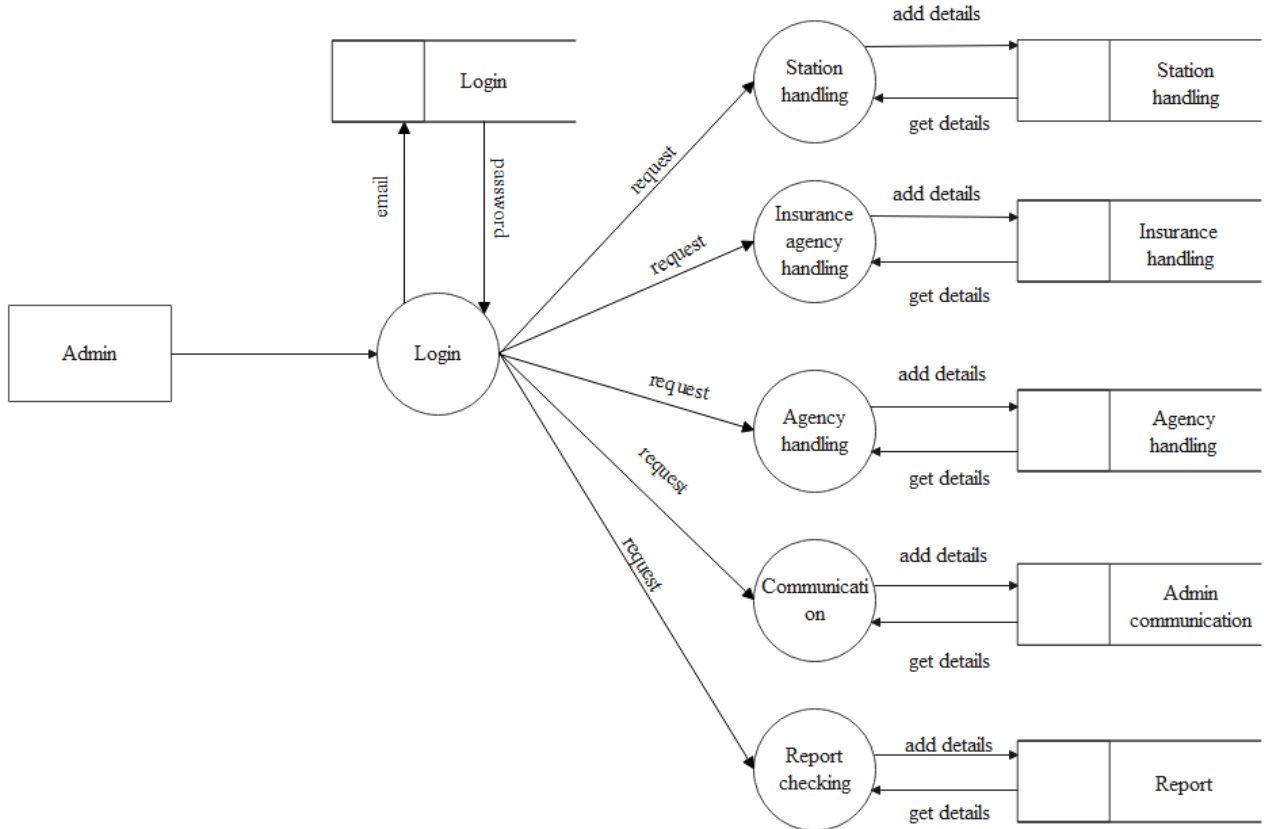 add details
Station
handling
Station
handling
get details
Login
email
password
request
add details
Insurance
agency
handling
Insurance
handling
get details
request
Admin
Login
add details
Agency
handling
Agency
handling
get details
request
add details
Communicati
on
Admin
communication
get details
request
add details
Report
checking
Report
get details
request